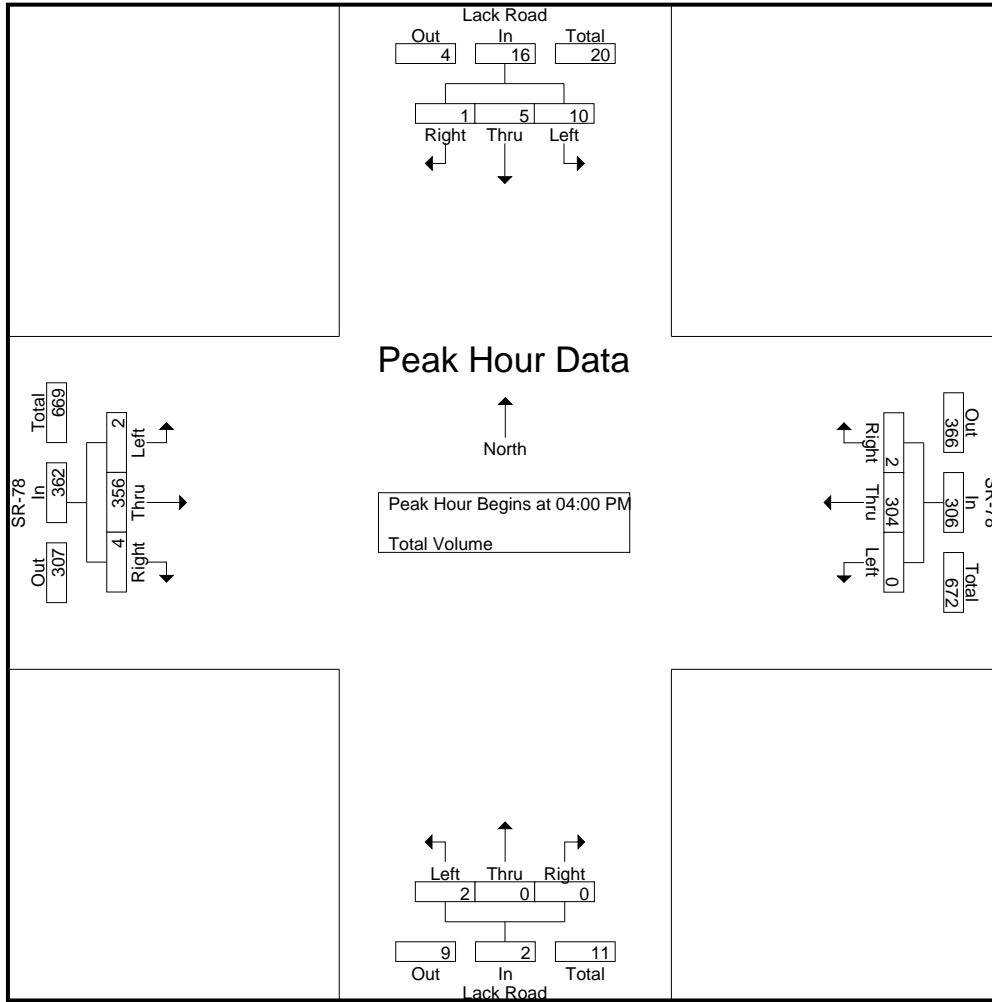 Lack Road
Out In Total
4 16 20
1 5 10
Right Thru Left
Peak Hour Data
North
Peak Hour Begins at 04:00 PM
Total Volume
SR-78
Out In Total
307 362 669
4 356 2
Right Thru Left
SR-78
Out In Total
366 306 672
2 304 0
Right Thru Left
Left Thru Right
2 0 0
9 2 11
Out In Total
Lack Road